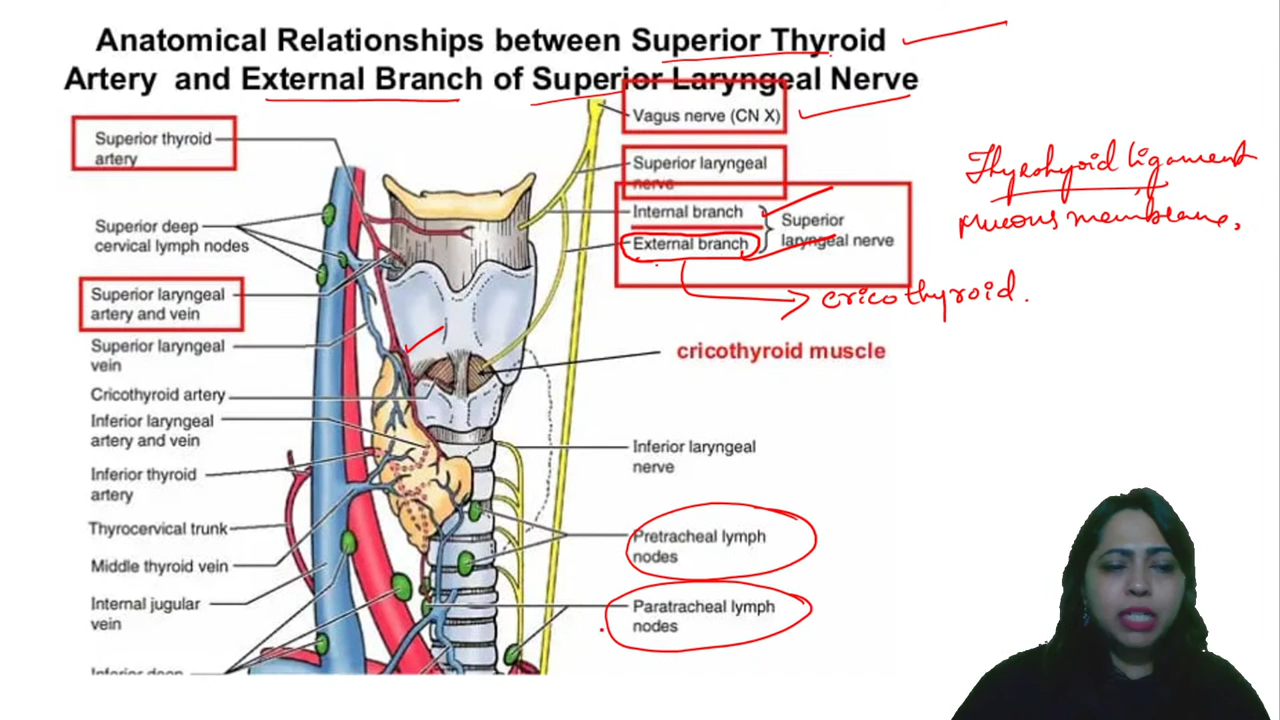 Anatomical Relationships between Superior Thyroid
Artery and External Branch of Superior Laryngeal Nerve
Superior thyroid
artery
Superior deep
cervical lymph nodes
Superior laryngeal
artery and vein
Superior laryngeal
vein
Cricothyroid artery
Inferior laryngeal
artery and vein
Inferior thyroid
artery
Thyrocervical trunk
Middle thyroid vein
Internal jugular
vein
Inferior deep
Vagus nerve (CN X)
Superior laryngeal
nerve
Internal branch
External branch
Superior
laryngeal nerve
cricothyroid muscle
Inferior laryngeal
nerve
Pretracheal lymph
nodes
Paratracheal lymph
nodes
Thyrohyoid ligament
mucous membrane,
cricothyroid.